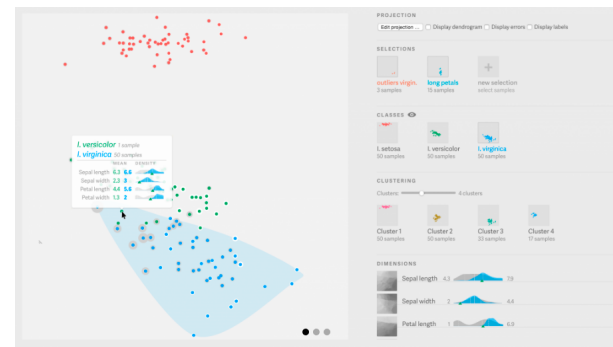 PROJECTION
Edit projection ... Display dendrogram Display errors Display labels
SELECTIONS
outliers virgin. long petals new selection
3 samples 15 samples select samples
CLASSES
I. setosa I. versicolor I. virginica
50 samples 50 samples 50 samples
CLUSTERING
Clusters 4 clusters
Cluster 1 Cluster 2 Cluster 3 Cluster 4
50 samples 50 samples 33 samples 17 samples
DIMENSIONS
Sepal length 4.3 7.9
Sepal width 2 4.4
Petal length 1 6.9
I. versicolor 1 sample
I. virginica 50 samples
MEAN DENSITY
Sepal length 6.3 6.6
Sepal width 2.3 3
Petal length 4.4 5.6
Petal width 1.3 2